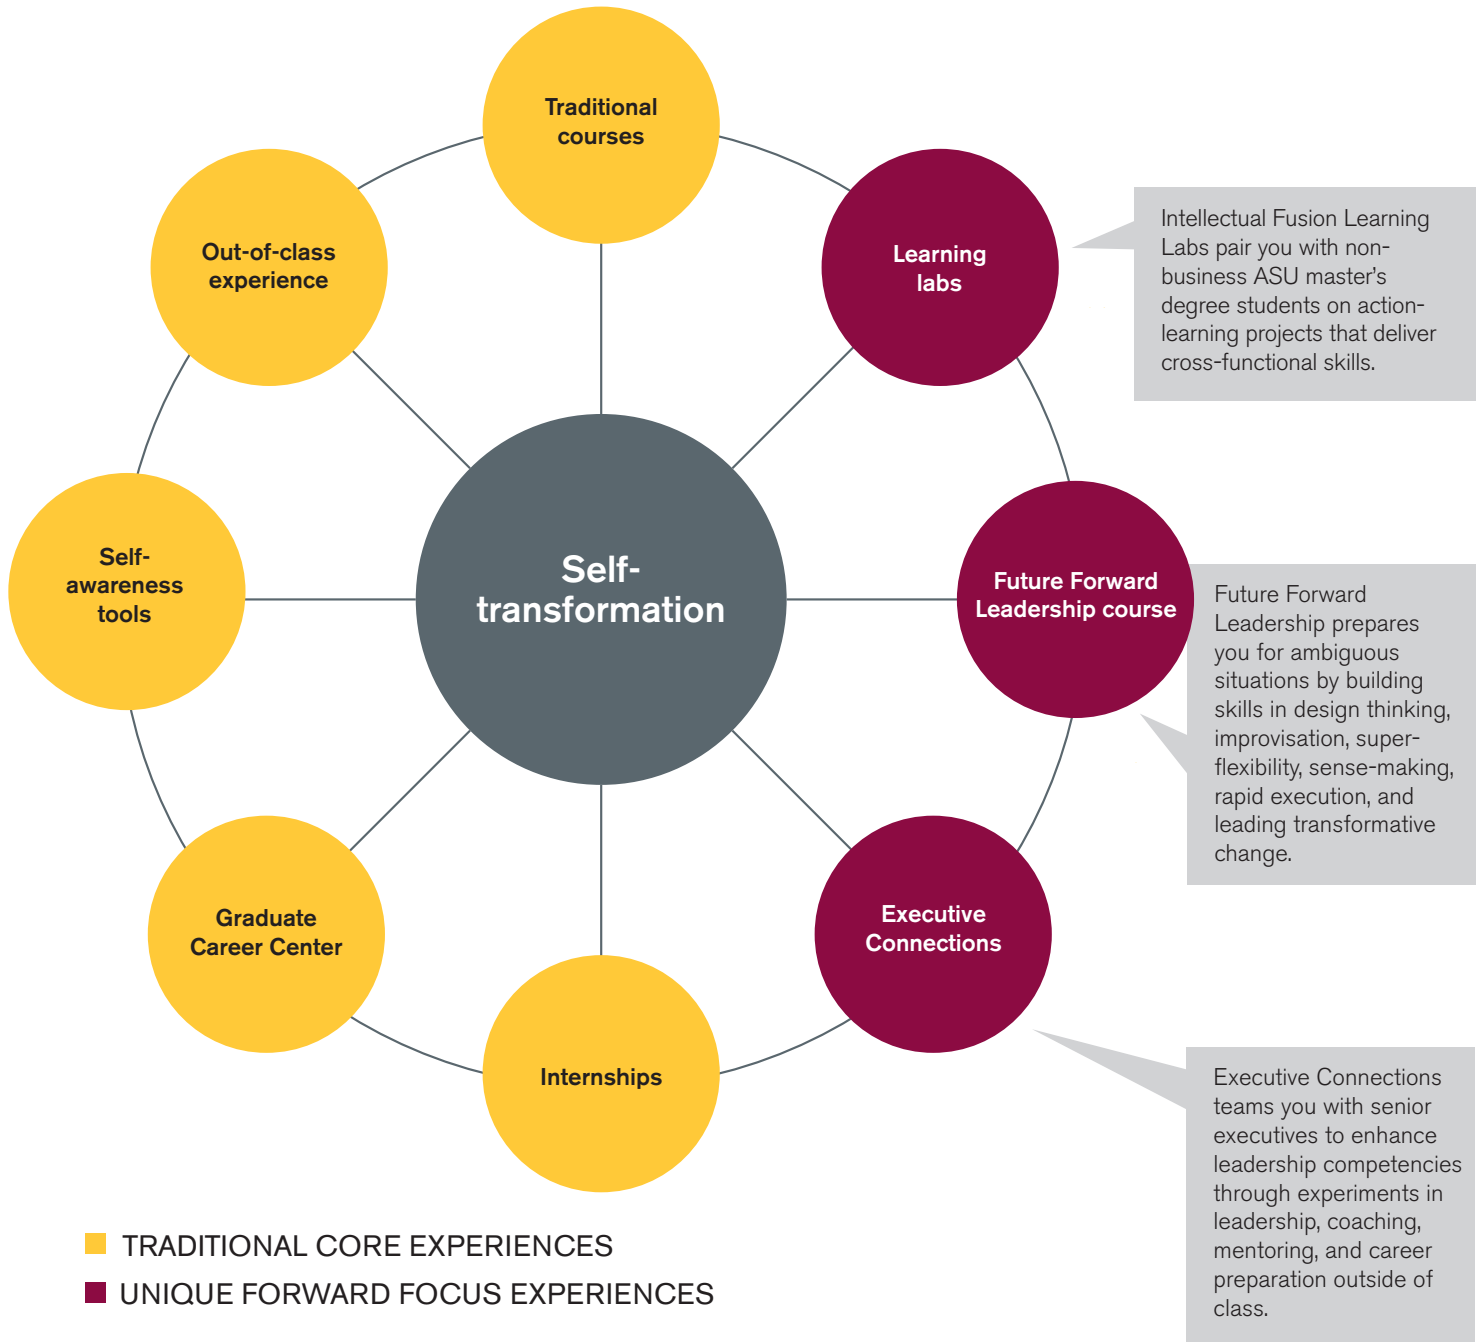 Traditional
courses
Learning
labs
Intellectual Fusion Learning
Labs pair you with non-
business ASU master's
degree students on action-
learning projects that deliver
cross-functional skills.
Out-of-class
experience
Self-
awareness
tools
Self-
transformation
Future Forward
Leadership course
Future Forward
Leadership prepares
you for ambiguous
situations by building
skills in design thinking,
improvisation, super-
flexibility, sense-making,
rapid execution, and
leading transformative
change.
Graduate
Career Center
Executive
Connections
Internships
Executive Connections
teams you with senior
executives to enhance
leadership competencies
through experiments in
leadership, coaching,
mentoring, and career
preparation outside of
class.
TRADITIONAL CORE EXPERIENCES
UNIQUE FORWARD FOCUS EXPERIENCES